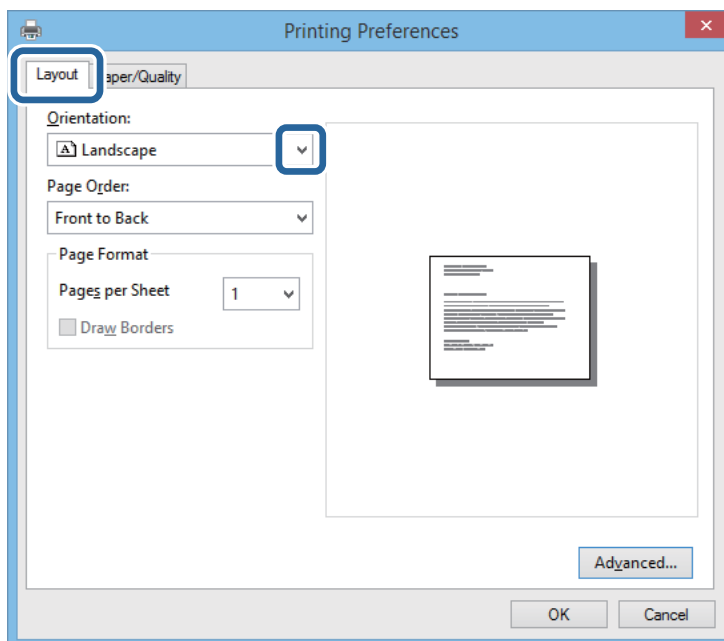 Printing Preferences
Layout
aper/Quality
Orientation:
Landscape
Page Order:
Front to Back
Page Format
Pages per Sheet
1
Draw Borders
Advanced...
OK
Cancel